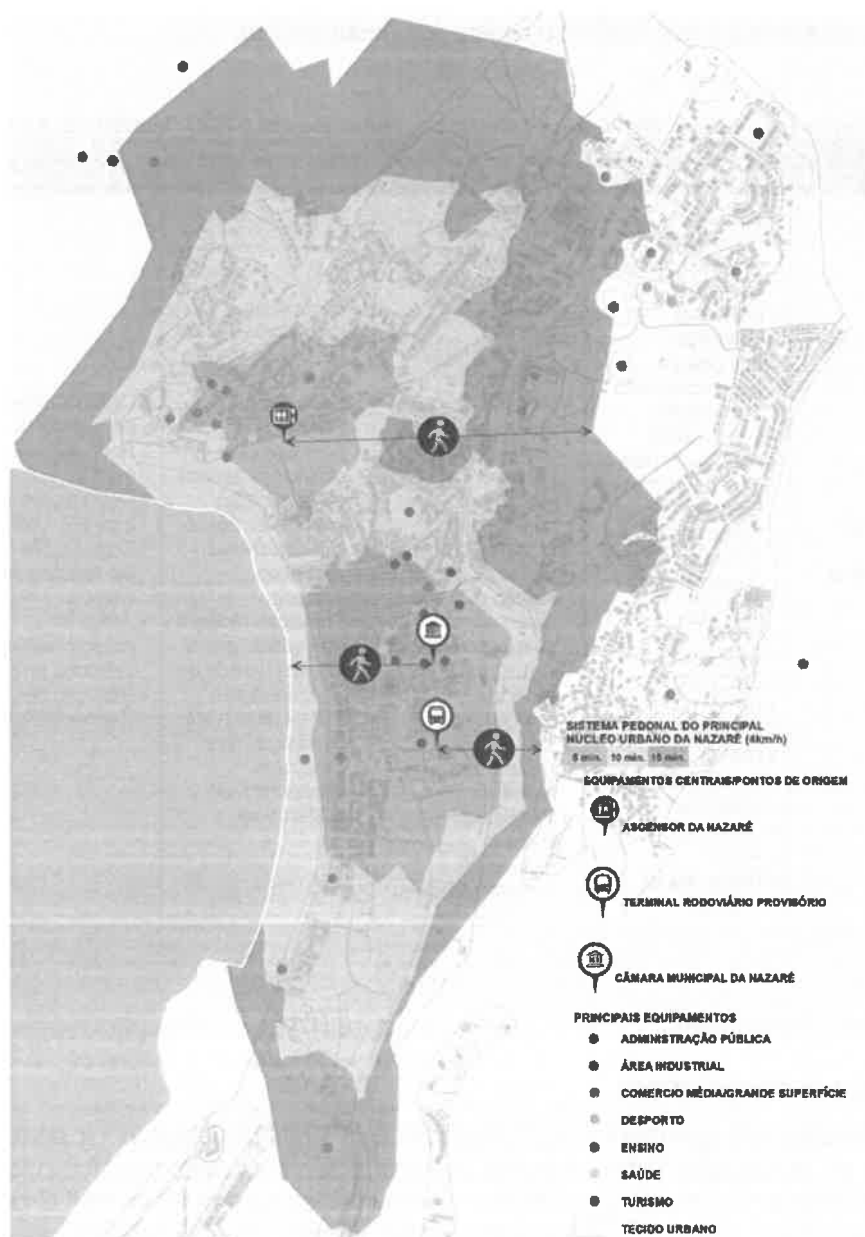 SISTEMA PEDONAL DO PRINCIPAL
NÚCLEO URBANO DA NAZARÉ (4km/h)
5 min. 10 min. 15 min.
EQUIPAMENTOS CENTRAIS/PONTOS DE ORIGEM
ASCENSOR DA NAZARÉ
TERMINAL RODOVIÁRIO PROVISÓRIO
CÂMARA MUNICIPAL DA NAZARÉ
PRINCIPAIS EQUIPAMENTOS
ADMINISTRAÇÃO PÚBLICA
ÁREA INDUSTRIAL
COMERCIO MÉDIA/GRANDE SUPERFÍCIE
DESPORTO
ENSINO
SAÚDE
TURISMO
TECIDO URBANO